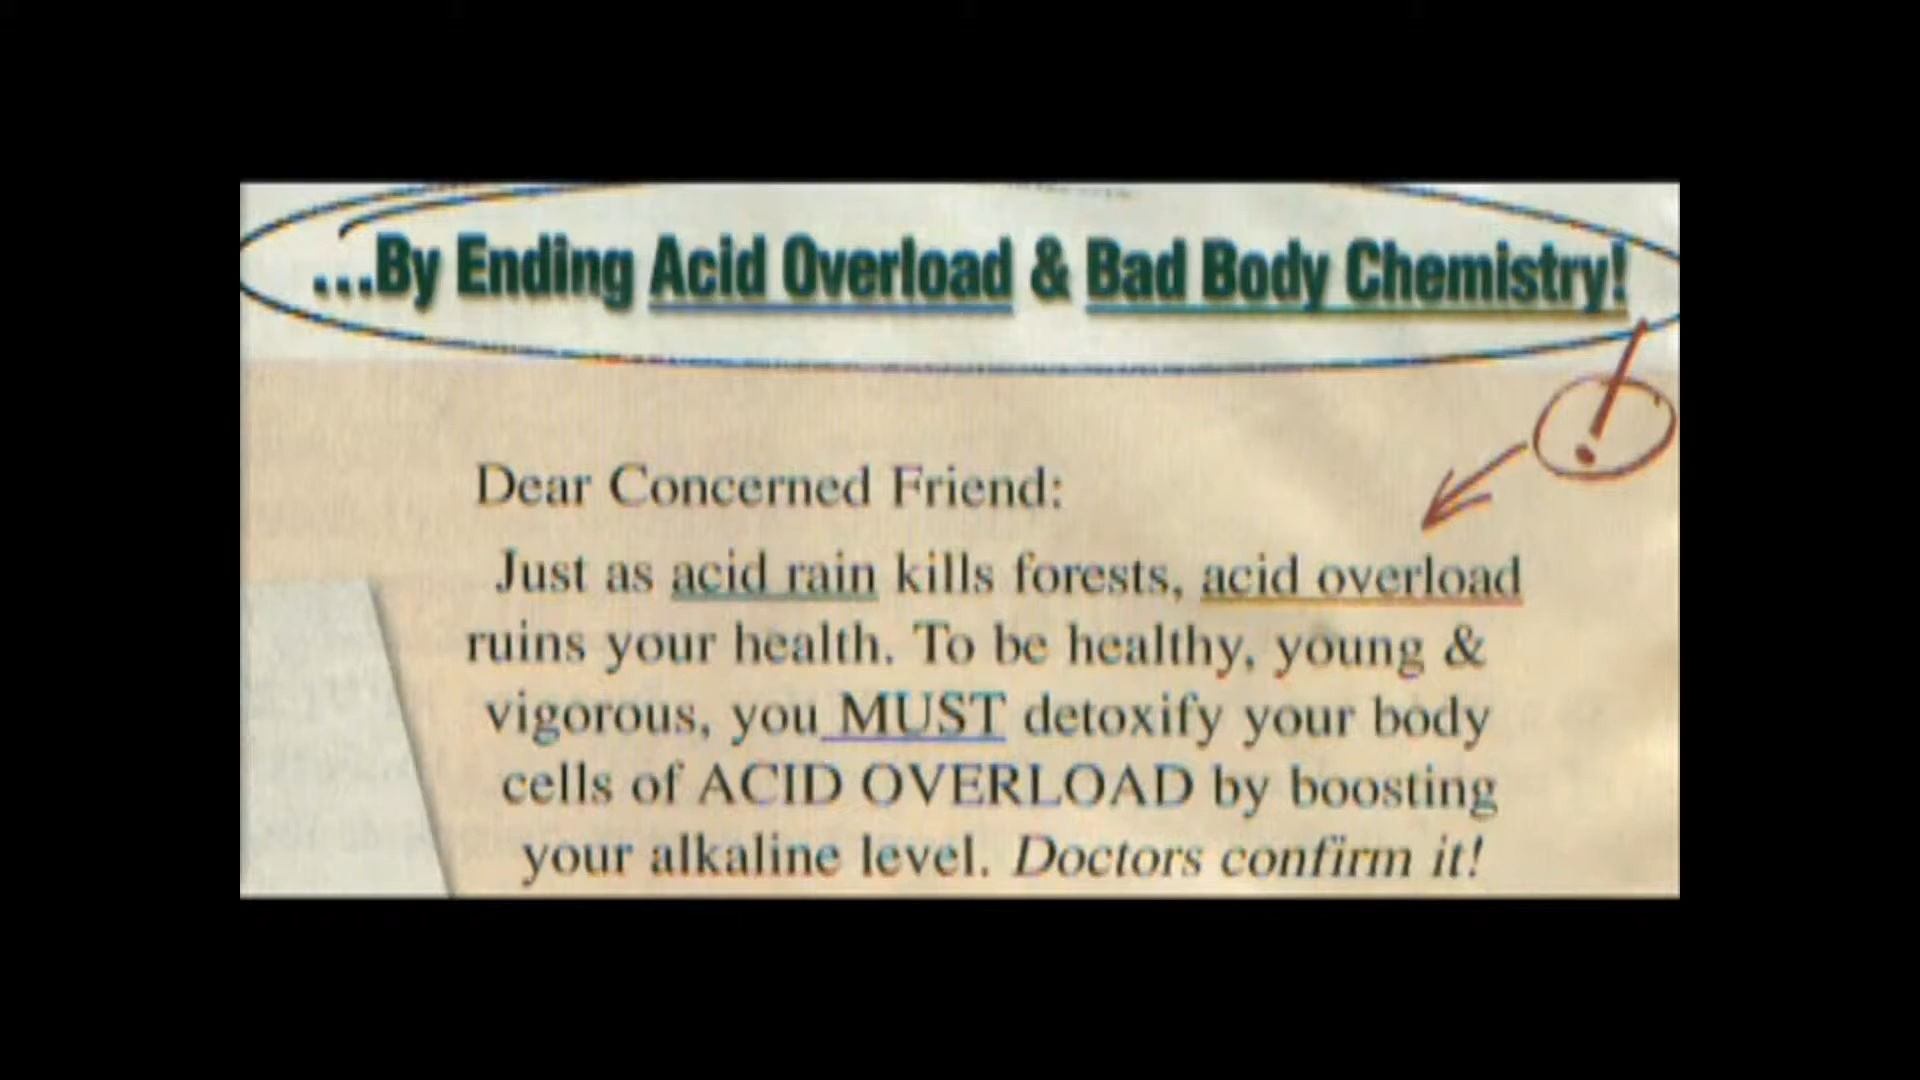 ...By Ending Acid Overload & Bad Body Chemistry!
!
Dear Concerned Friend:
Just as acid rain kills forests, acid overload
ruins your health. To be healthy, young &
vigorous, you MUST detoxify your body
cells of ACID OVERLOAD by boosting
your alkaline level. Doctors confirm it!